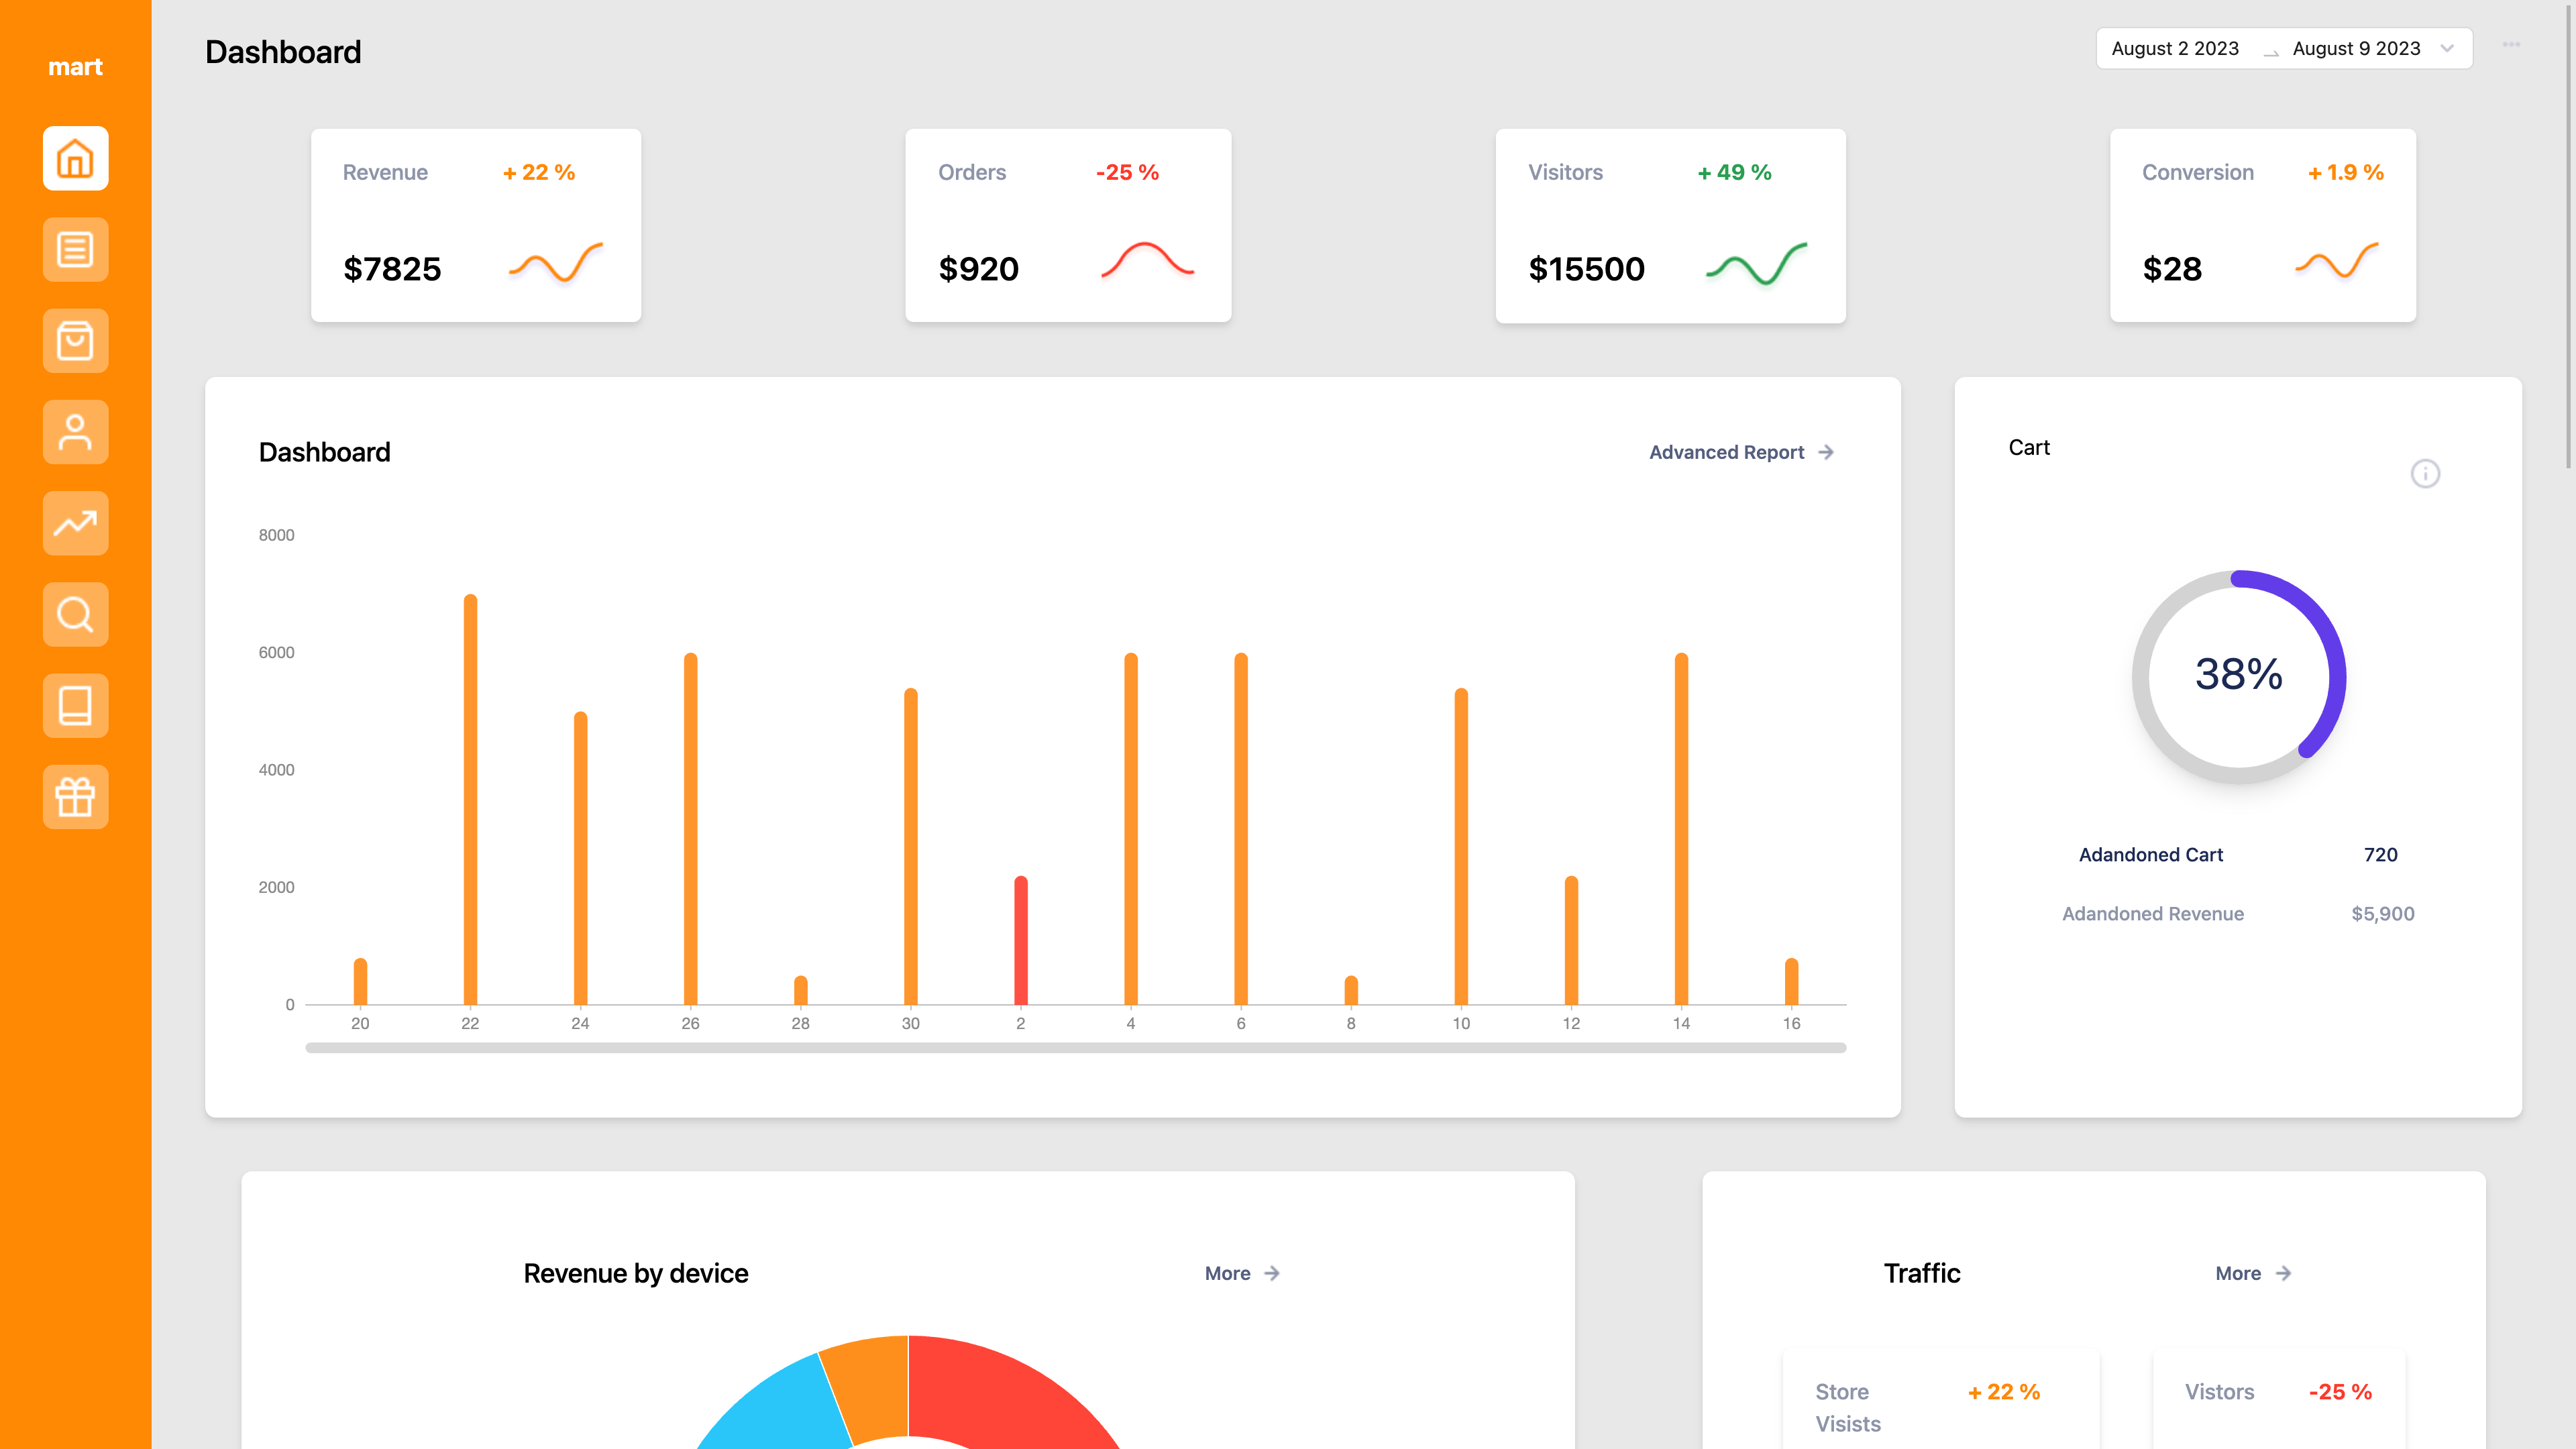 mart
Dashboard
August 2 2023 August 9 2023
Revenue + 22 %
$7825
Orders -25 %
$920
Visitors + 49 %
$15500
Conversion + 1.9 %
$28
Dashboard
Advanced Report
8000
6000
4000
2000
0
20 22 24 26 28 30 2 4 6 8 10 12 14 16
Cart
38%
Adandoned Cart 720
Adandoned Revenue $5,900
Revenue by device
More
Traffic
More
Store + 22 %
Visists
Vistors -25 %